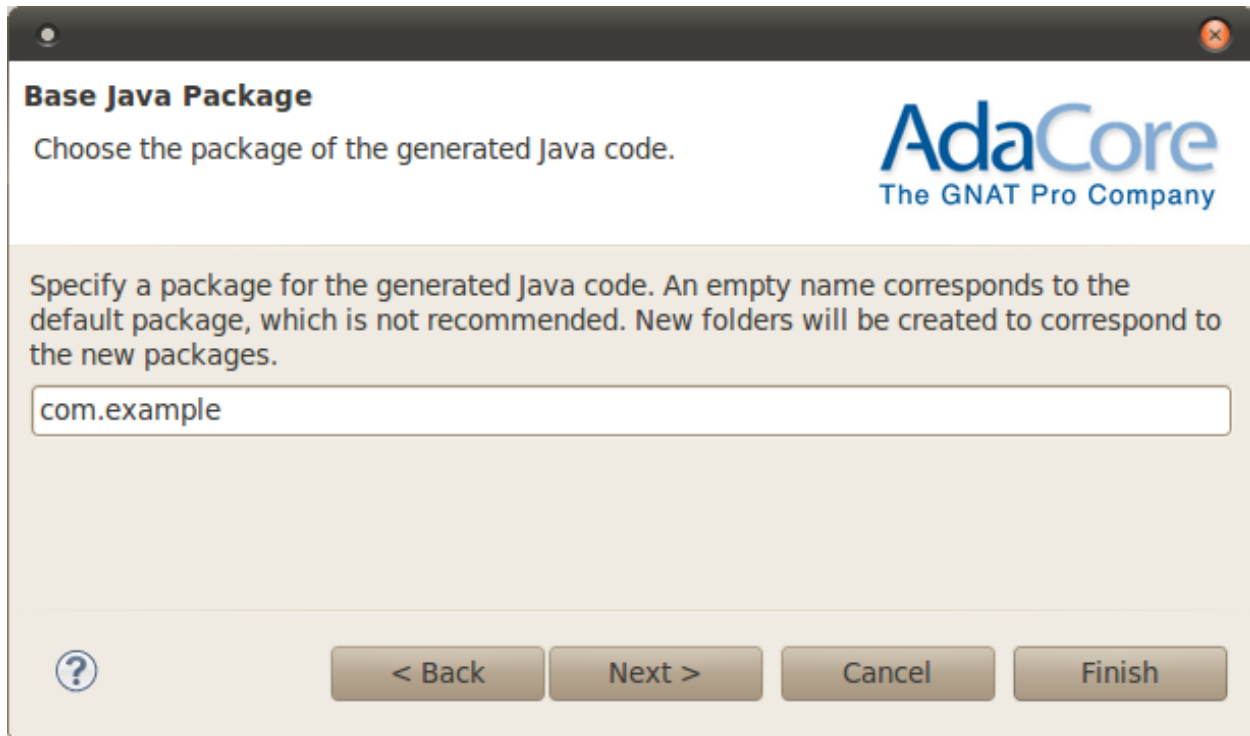 Base Java Package
Choose the package of the generated Java code.
AdaCore
The GNAT Pro Company
Specify a package for the generated Java code. An empty name corresponds to the
default package, which is not recommended. New folders will be created to correspond to
the new packages.
com.example
?
< Back
Next >
Cancel
Finish